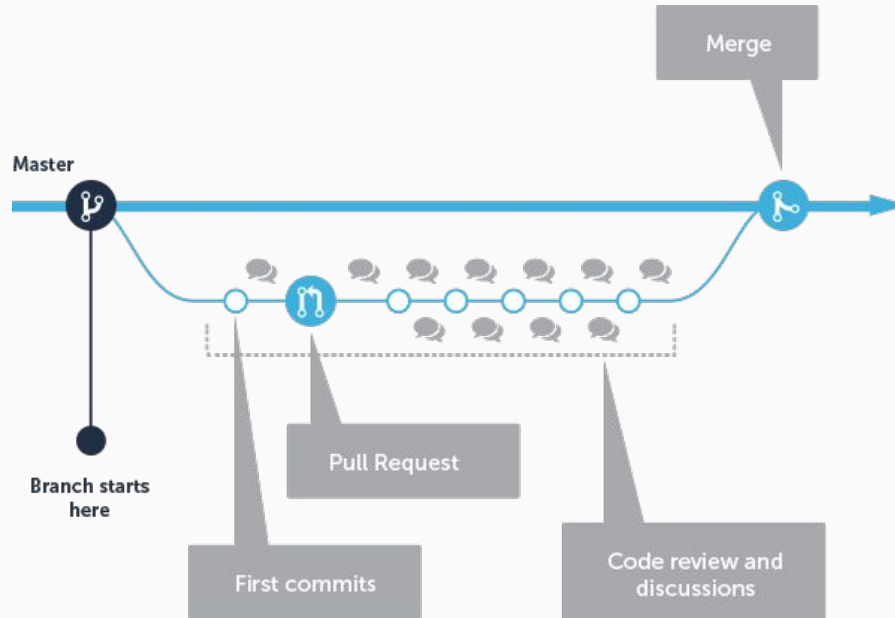 Merge
Master
Branch starts
here
Pull Request
First commits
Code review and
discussions